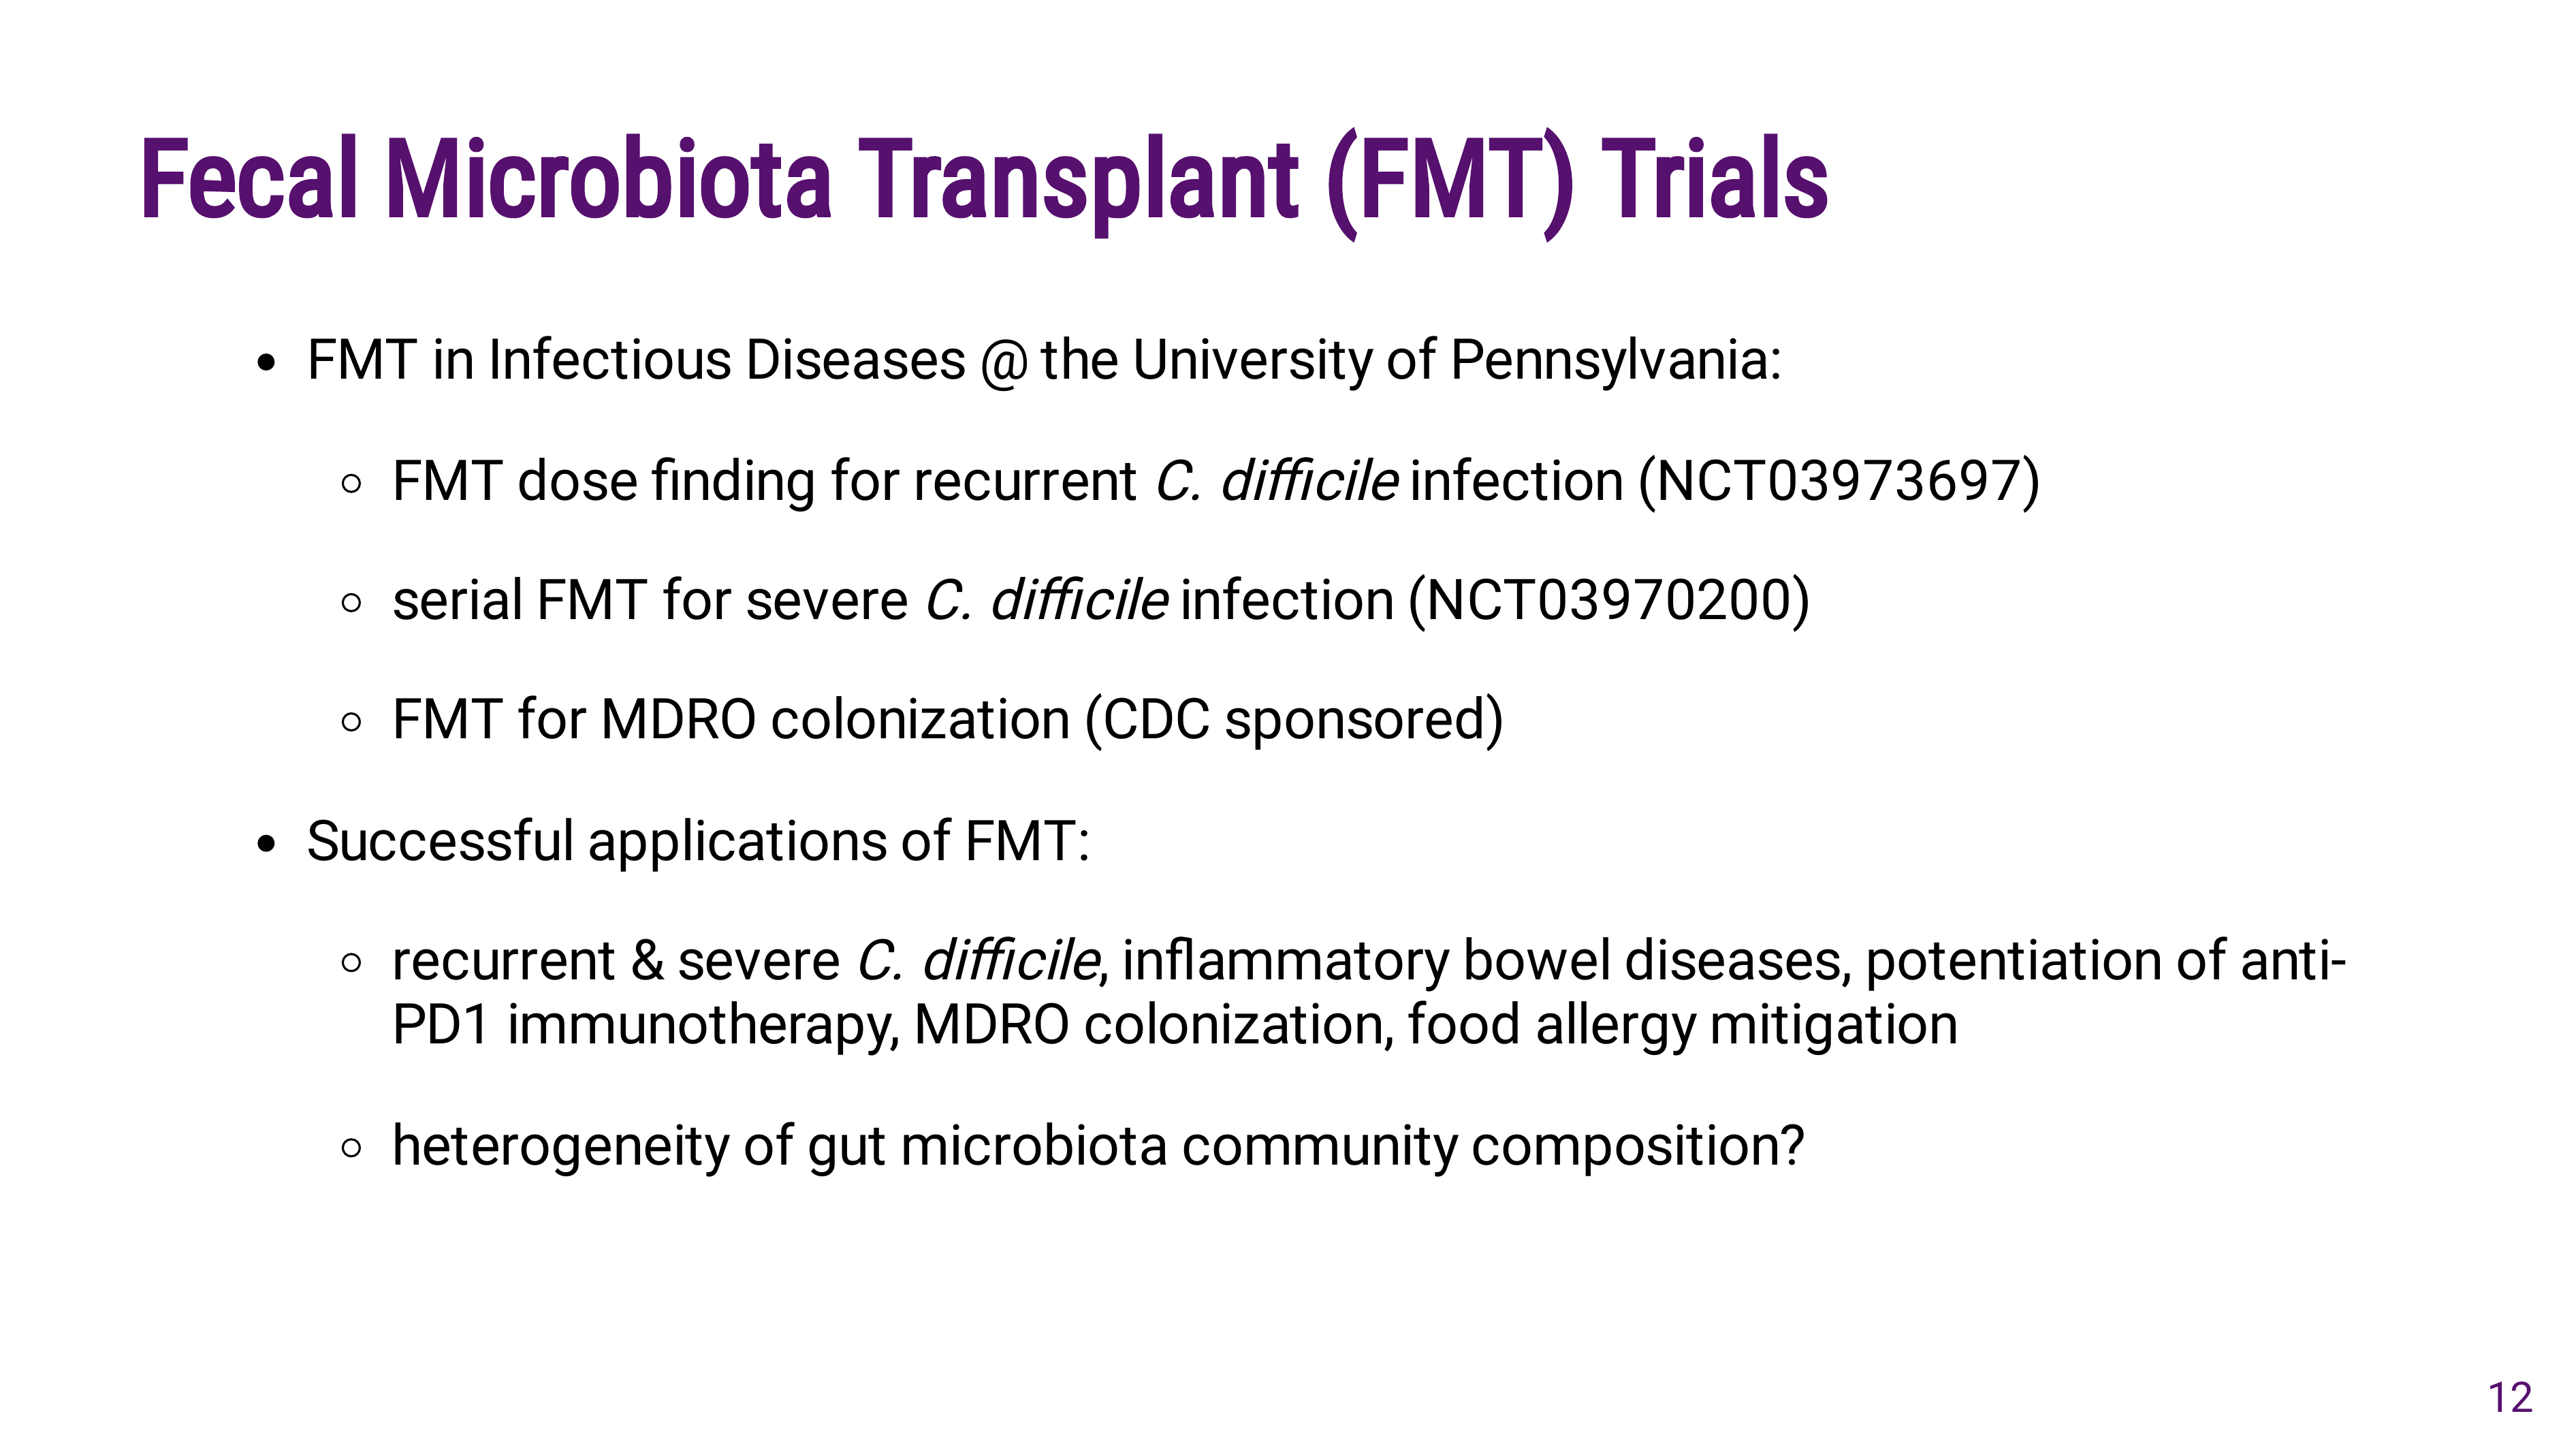 Fecal Microbiota Transplant (FMT) Trials
• FMT in Infectious Diseases @ the University of Pennsylvania:
◦ FMT dose finding for recurrent C. difficile infection (NCT03973697)
◦ serial FMT for severe C. difficile infection (NCT03970200)
◦ FMT for MDRO colonization (CDC sponsored)
• Successful applications of FMT:
◦ recurrent & severe C. difficile, inflammatory bowel diseases, potentiation of anti-
PD1 immunotherapy, MDRO colonization, food allergy mitigation
◦ heterogeneity of gut microbiota community composition?
12